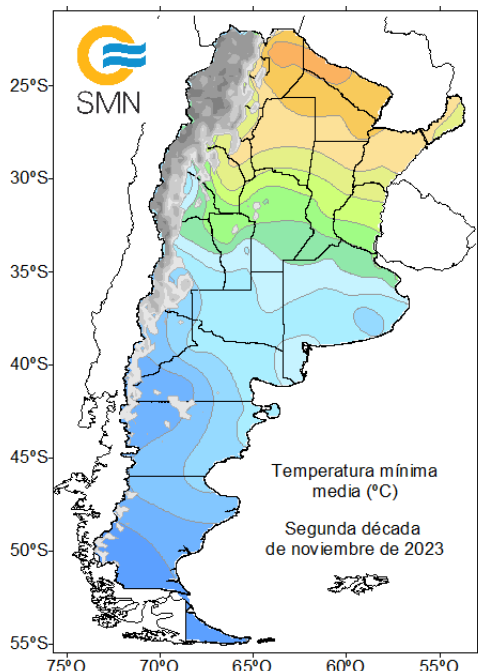 SMN
25°S
30°S
35°S
40°S
45°S
50°S
55°S
Temperatura mínima
media (ºC)
Segunda década
de noviembre de 2023
75°O
70°O
65°O
60°O
55°O